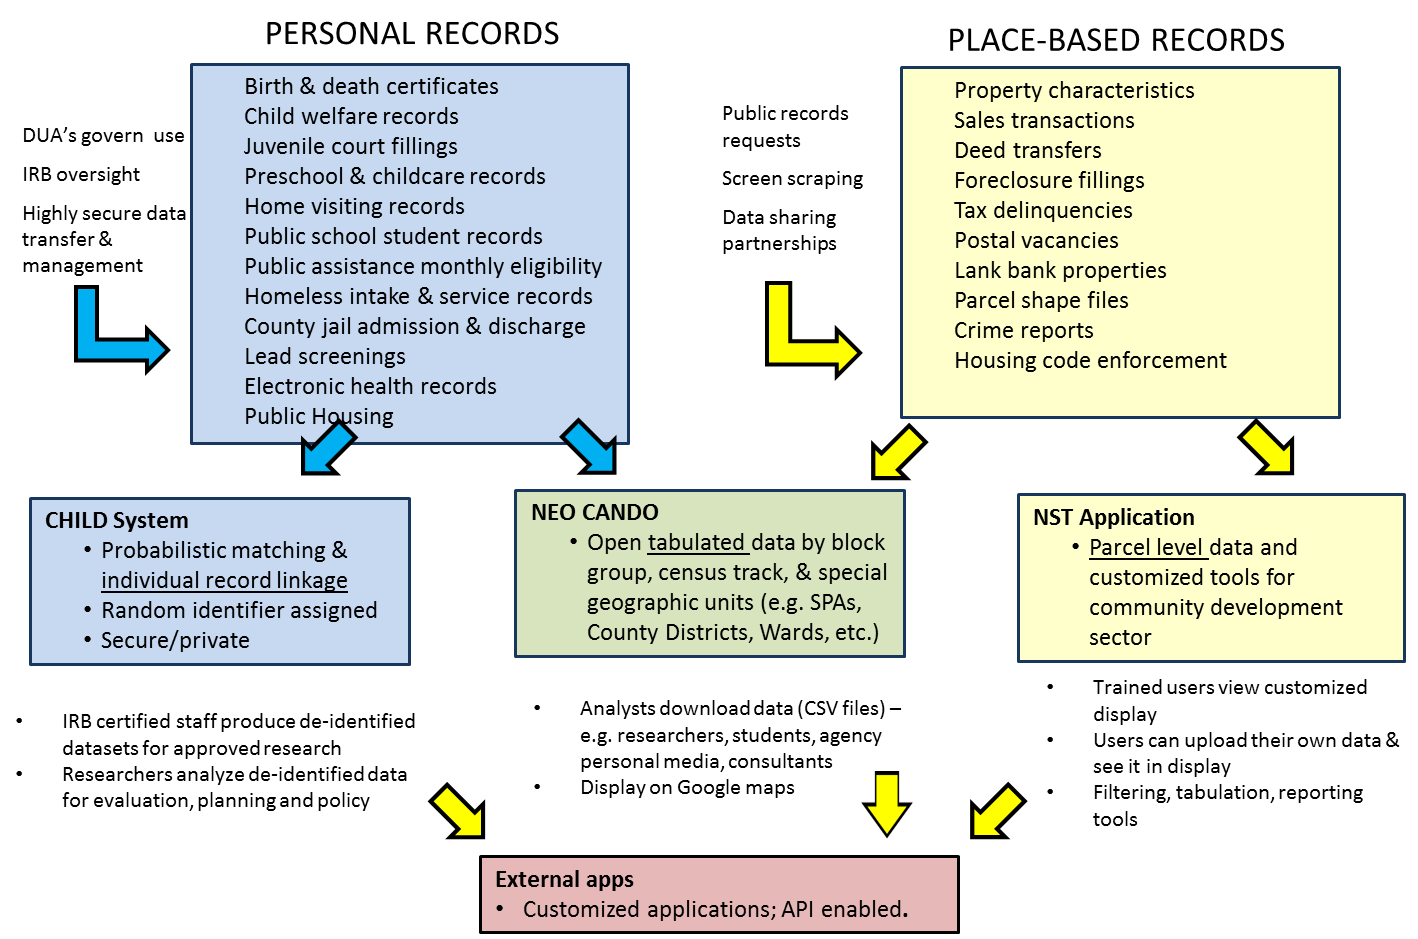 PERSONAL RECORDS
DUA's govern use
IRB oversight
Highly secure data
transfer &
management
Birth & death certificates
Child welfare records
Juvenile court fillings
Preschool & childcare records
Home visiting records
Public school student records
Public assistance monthly eligibility
Homeless intake & service records
County jail admission & discharge
Lead screenings
Electronic health records
Public Housing
PLACE-BASED RECORDS
Public records
requests
Screen scraping
Data sharing
partnerships
Property characteristics
Sales transactions
Deed transfers
Foreclosure fillings
Tax delinquencies
Postal vacancies
Lank bank properties
Parcel shape files
Crime reports
Housing code enforcement
CHILD System
• Probabilistic matching &
individual record linkage
• Random identifier assigned
• Secure/private
• IRB certified staff produce de-identified
datasets for approved research
• Researchers analyze de-identified data
for evaluation, planning and policy
NEO CANDO
• Open tabulated data by block
group, census track, & special
geographic units (e.g. SPAs,
County Districts, Wards, etc.)
• Analysts download data (CSV files) –
e.g. researchers, students, agency
personal media, consultants
• Display on Google maps
NST Application
• Parcel level data and
customized tools for
community development
sector
• Trained users view customized
display
• Users can upload their own data &
see it in display
• Filtering, tabulation, reporting
tools
External apps
• Customized applications; API enabled.